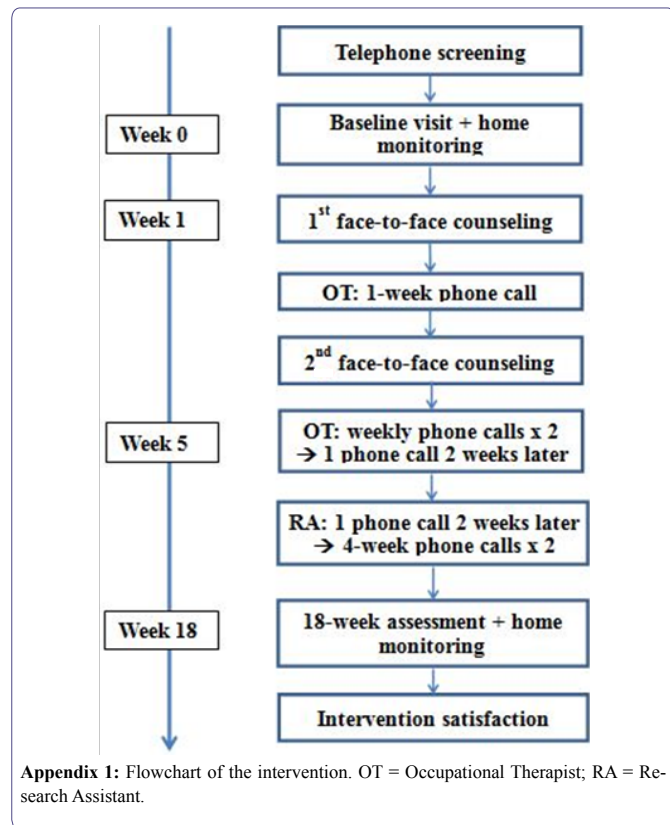 Telephone screening
Week 0
Baseline visit + home
monitoring
Week 1
1st face-to-face counseling
OT: 1-week phone call
2nd face-to-face counseling
Week 5
OT: weekly phone calls x 2
→ 1 phone call 2 weeks later
RA: 1 phone call 2 weeks later
→ 4-week phone calls x 2
Week 18
18-week assessment + home
monitoring
Intervention satisfaction
Appendix 1: Flowchart of the intervention. OT = Occupational Therapist; RA = Re-
search Assistant.